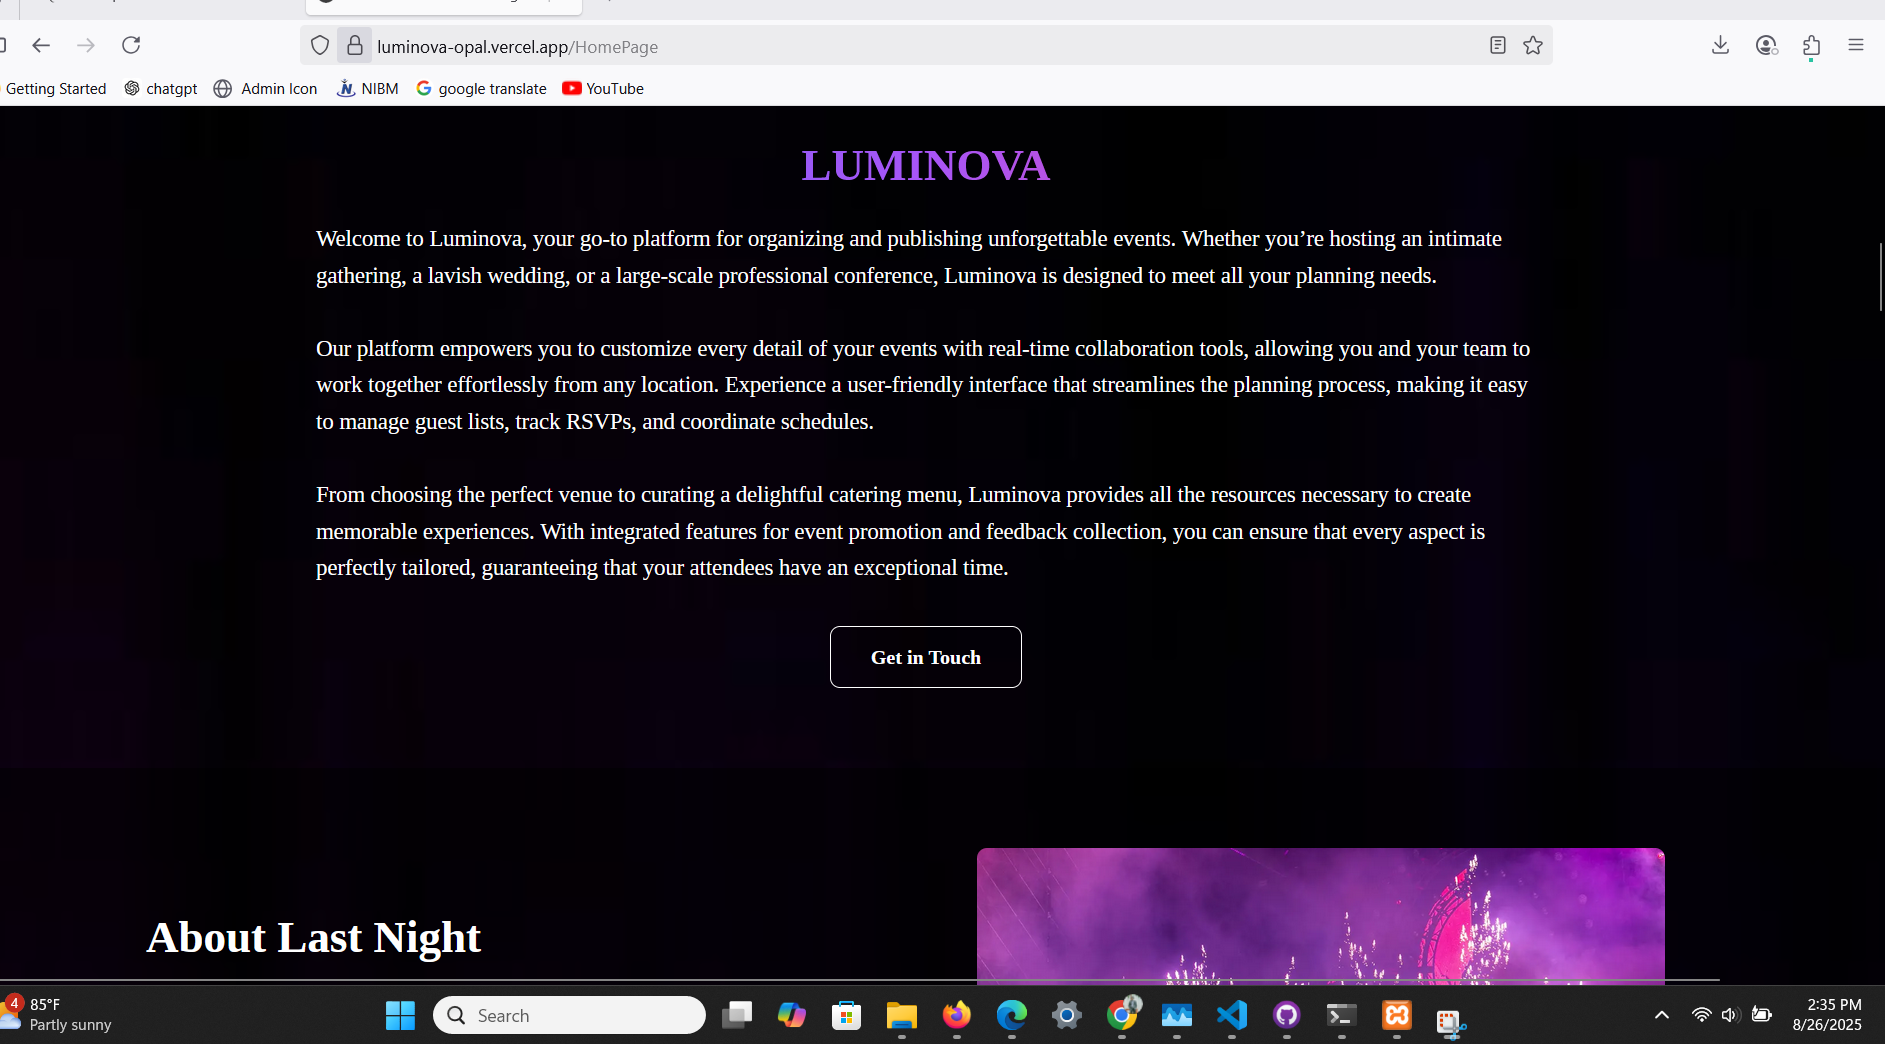 luminova-opal.vercel.app/HomePage
Getting Started chatgpt Admin Icon NIBM google translate YouTube
LUMINOVA
Welcome to Luminova, your go-to platform for organizing and publishing unforgettable events. Whether you’re hosting an intimate
gathering, a lavish wedding, or a large-scale professional conference, Luminova is designed to meet all your planning needs.
Our platform empowers you to customize every detail of your events with real-time collaboration tools, allowing you and your team to
work together effortlessly from any location. Experience a user-friendly interface that streamlines the planning process, making it easy
to manage guest lists, track RSVPs, and coordinate schedules.
From choosing the perfect venue to curating a delightful catering menu, Luminova provides all the resources necessary to create
memorable experiences. With integrated features for event promotion and feedback collection, you can ensure that every aspect is
perfectly tailored, guaranteeing that your attendees have an exceptional time.
Get in Touch
About Last Night
4 85°F
Partly sunny
Search
2:35 PM
8/26/2025